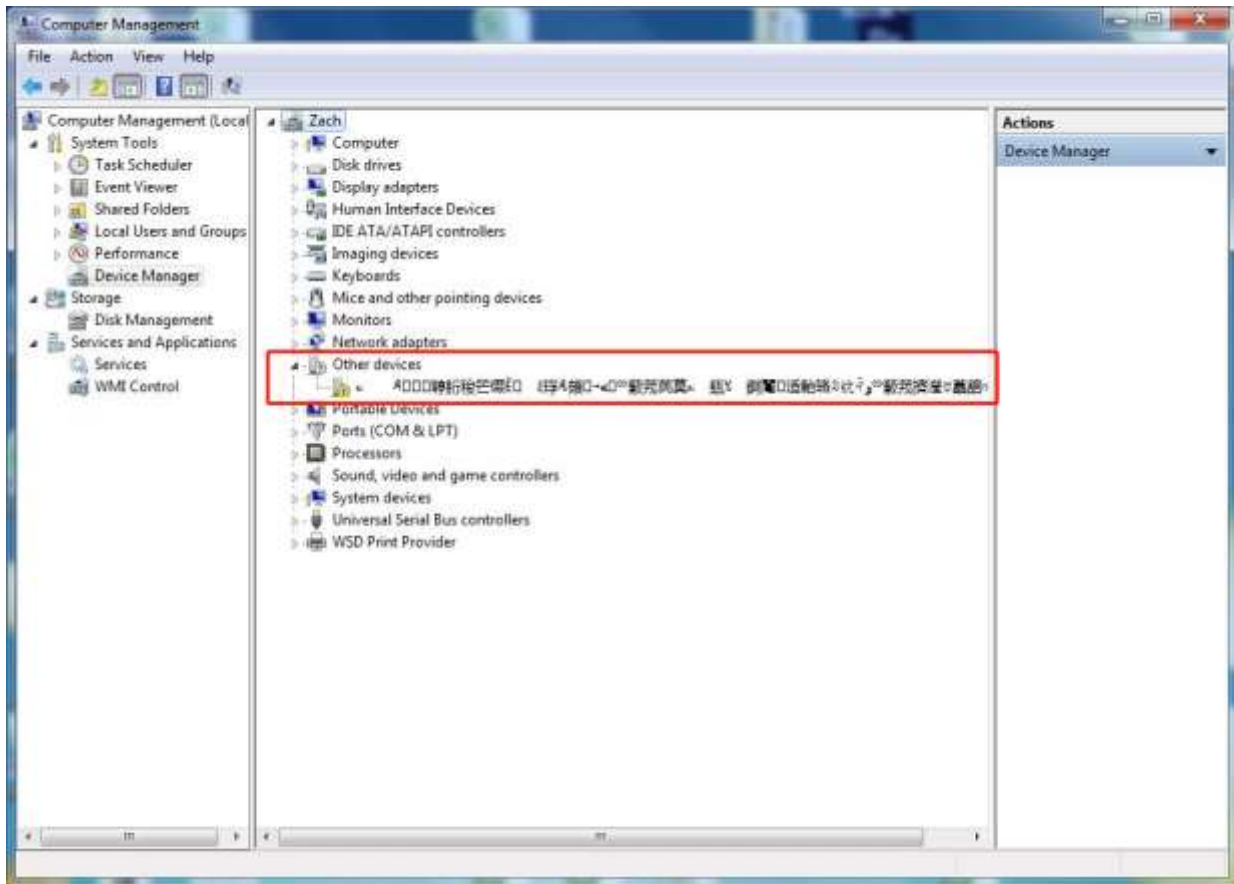 Computer Management
File Action View Help
Computer Management (Local
System Tools
Task Scheduler
Event Viewer
Shared Folders
Local Users and Groups
Performance
Device Manager
Storage
Disk Management
Services and Applications
Services
WMI Control
Zach
Computer
Disk drives
Display adapters
Human Interface Devices
IDE ATA/ATAPI controllers
Imaging devices
Keyboards
Mice and other pointing devices
Monitors
Network adapters
Other devices
Portable Devices
Ports (COM & LPT)
Processors
Sound, video and game controllers
System devices
Universal Serial Bus controllers
WSD Print Provider
Actions
Device Manager